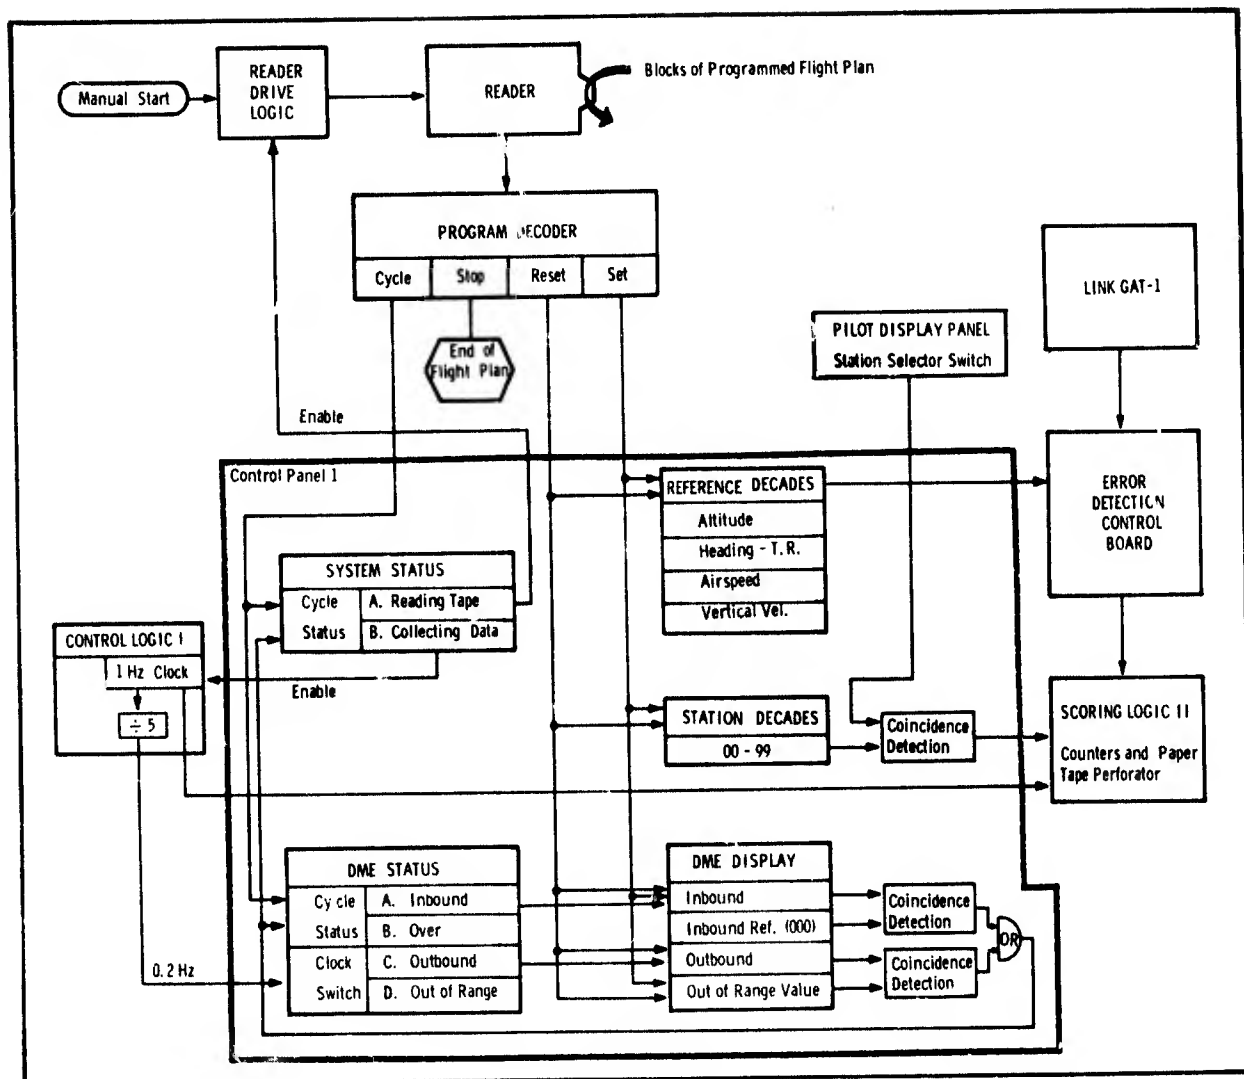 READER
DRIVE
LOGIC
Manual Start
READER
Blocks of Programmed Flight Plan
PROGRAM DECODER
Cycle
Stop
Reset
Set
End of
Flight Plan
LINK GAT-1
PILOT DISPLAY PANEL
Station Selector Switch
Enable
Control Panel 1
REFERENCE DECADES
Altitude
Heading - T.R.
Airspeed
Vertical Vel.
ERROR
DETECTION
CONTROL
BOARD
SYSTEM STATUS
Cycle
Status
A. Reading Tape
B. Collecting Data
CONTROL LOGIC I
1 Hz Clock
÷ 5
Enable
STATION DECADES
00 - 99
Coincidence
Detection
SCORING LOGIC II
Counters and Paper
Tape Perforator
DME STATUS
Cycle
Status
Clock
Switch
A. Inbound
B. Over
C. Outbound
D. Out of Range
0.2 Hz
DME DISPLAY
Inbound
Inbound Ref. (000)
Outbound
Out of Range Value
Coincidence
Detection
Coincidence
Detection
OR